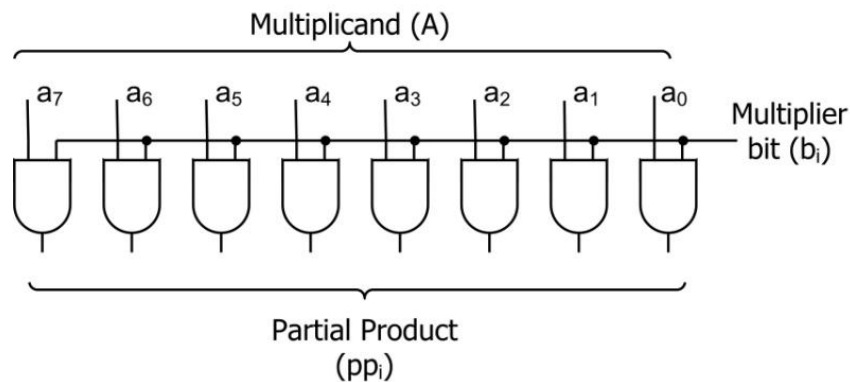 Multiplicand (A)
a₇ a₆ a₅ a₄ a₃ a₂ a₁ a₀
Multiplier
bit (bᵢ)
Partial Product
(ppᵢ)